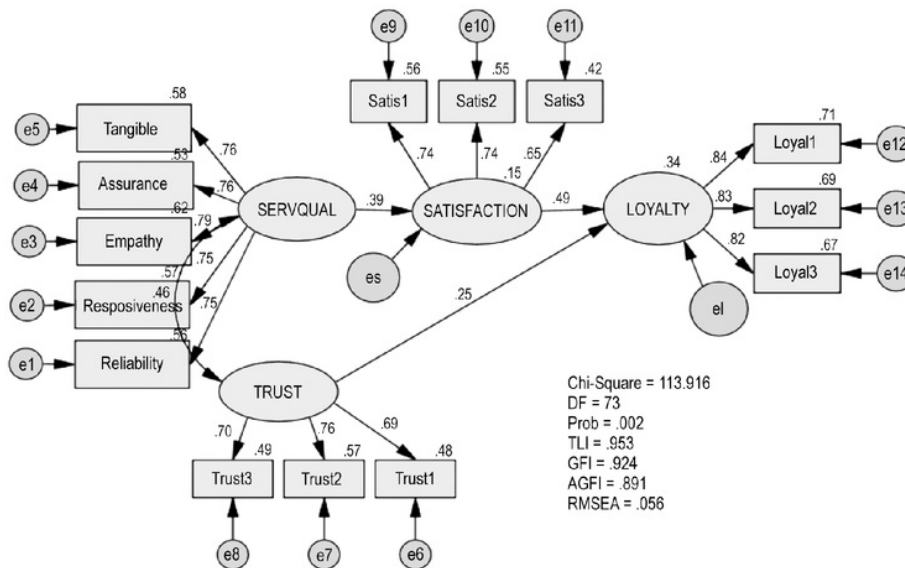 e9
e10
e11
.56
.55
.42
Satis1
Satis2
Satis3
.58
e5
Tangible
.76
.74
.74
.65
.71
Loyal1
e12
.53
e4
Assurance
.76
.15
.34
.84
.69
SERVQUAL
.39
SATISFACTION
.49
LOYALTY
.83
Loyal2
e13
.62
e3
Empathy
.79
.75
.82
.67
Loyal3
e14
.57
es
.46
.75
.25
el
e2
Resposiveness
.56
e1
Reliability
TRUST
.70
.76
.69
.49
.57
.48
Trust3
Trust2
Trust1
e8
e7
e6
Chi-Square = 113.916
DF = 73
Prob = .002
TLI = .953
GFI = .924
AGFI = .891
RMSEA = .056